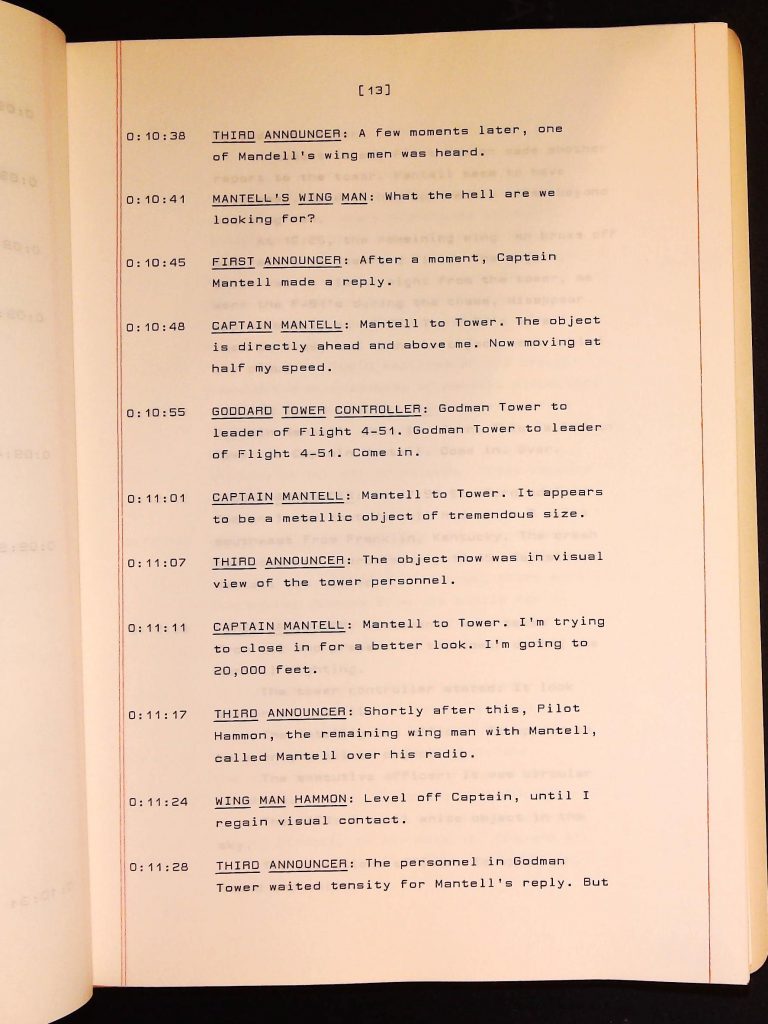 [13]
0:10:38 THIRD ANNOUNCER: A few moments later, one
of Mandell's wing men was heard.
0:10:41 MANTELL'S WING MAN: What the hell are we
looking for?
0:10:45 FIRST ANNOUNCER: After a moment, Captain
Mantell made a reply.
0:10:48 CAPTAIN MANTELL: Mantell to Tower. The object
is directly ahead and above me. Now moving at
half my speed.
0:10:55 GODDARD TOWER CONTROLLER: Godman Tower to
leader of Flight 4-51. Godman Tower to leader
of Flight 4-51. Come in.
0:11:01 CAPTAIN MANTELL: Mantell to Tower. It appears
to be a metallic object of tremendous size.
0:11:07 THIRD ANNOUNCER: The object now was in visual
view of the tower personnel.
0:11:11 CAPTAIN MANTELL: Mantell to Tower. I'm trying
to close in for a better look. I'm going to
20,000 feet.
0:11:17 THIRD ANNOUNCER: Shortly after this, Pilot
Hammon, the remaining wing man with Mantell,
called Mantell over his radio.
0:11:24 WING MAN HAMMON: Level off Captain, until I
regain visual contact.
0:11:28 THIRD ANNOUNCER: The personnel in Godman
Tower waited tensity for Mantell's reply. But